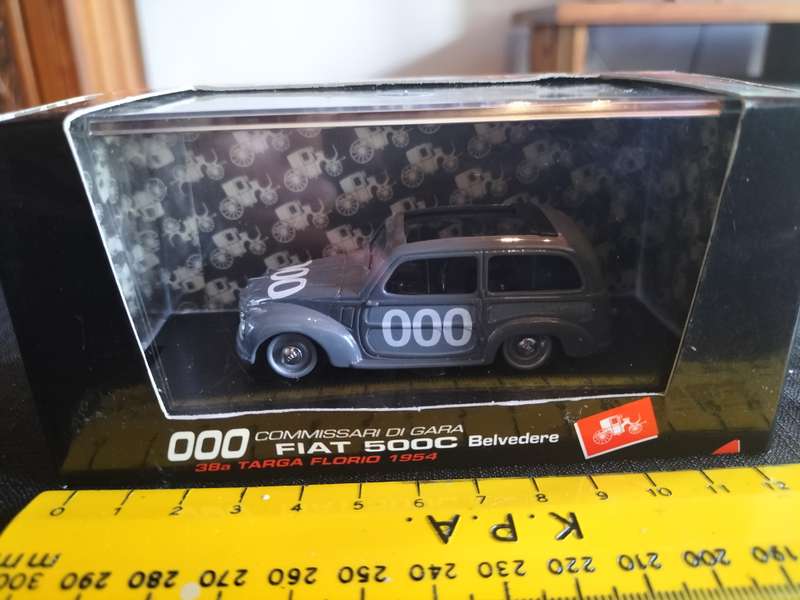 000
000
000 COMMISSARI DI GARA
FIAT 500C Belvedere
38a TARGA FLORIO 1954
0 1 2 3 4 5 6 7 8 9 10 11 12
K.P.A.
mm 300 290 280 270 260 250 240 230 220 210 200 190